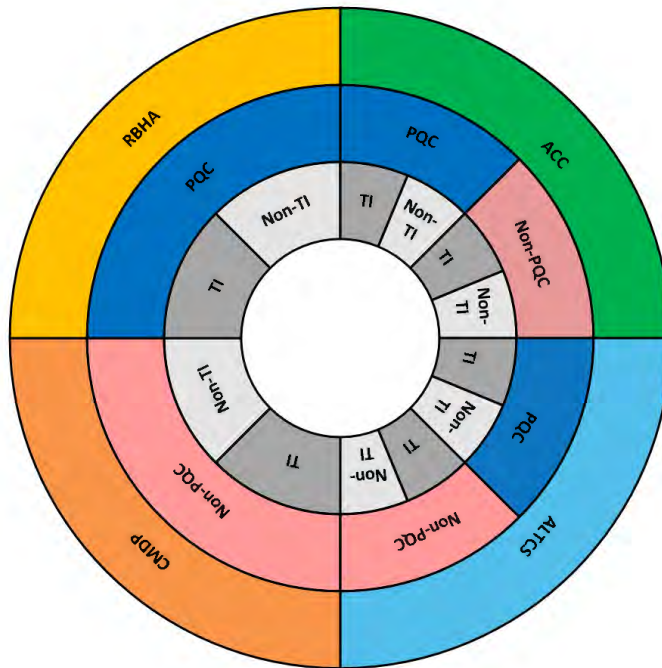 RBHA
ACC
PQC
PQC
Non-TI
TI
Non-
TI
TI
Non-PQC
TI
Non-
TI
Non-TI
TI
PQC
Non-
TI
TI
Non-
TI
TI
Non-PQC
Non-PQC
CMDP
ALTCS